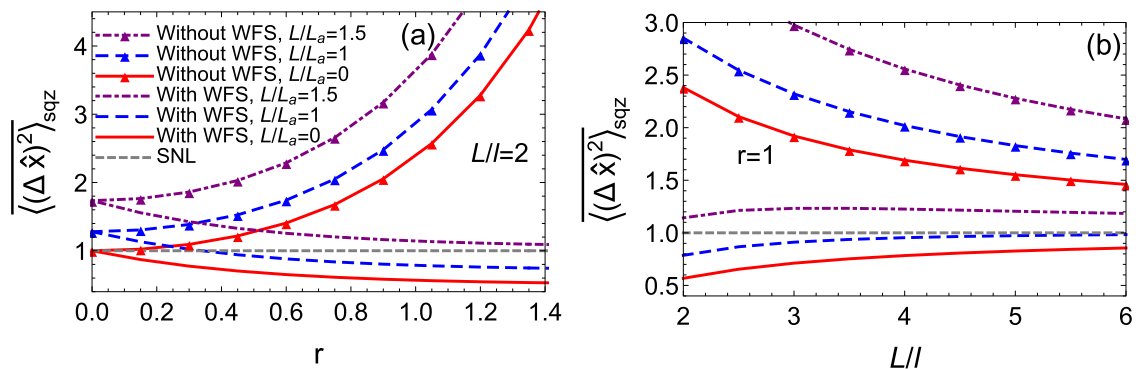 (a)
Without WFS, L/Lₐ=1.5
Without WFS, L/Lₐ=1
Without WFS, L/Lₐ=0
With WFS, L/Lₐ=1.5
With WFS, L/Lₐ=1
With WFS, L/Lₐ=0
SNL
L/l=2
4
3
2
1
0.0 0.2 0.4 0.6 0.8 1.0 1.2 1.4
r
⟨(Δ x̂)²⟩sqz
(b)
r=1
3.0
2.5
2.0
1.5
1.0
0.5
2 3 4 5 6
L/l
⟨(Δ x̂)²⟩sqz